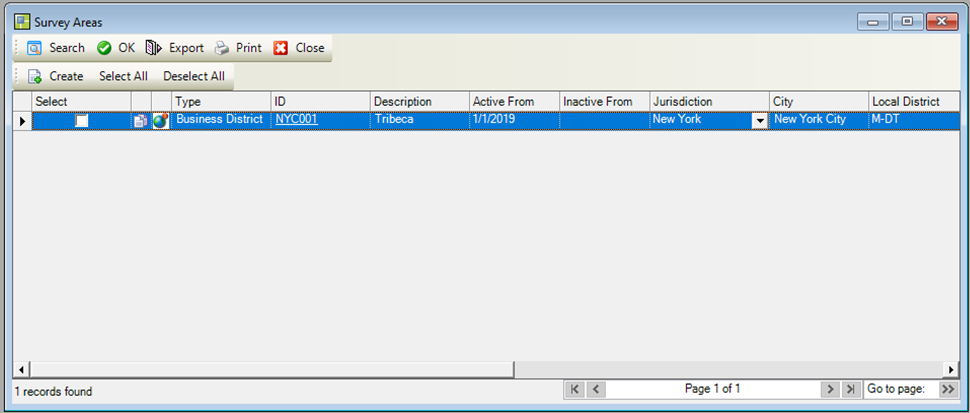 Survey Areas
Search OK Export Print Close
Create Select All Deselect All
Select Type ID Description Active From Inactive From Jurisdiction City Local District
Business District NYC001 Tribeca 1/1/2019 New York New York City M-DT
1 records found Page 1 of 1 Go to page: